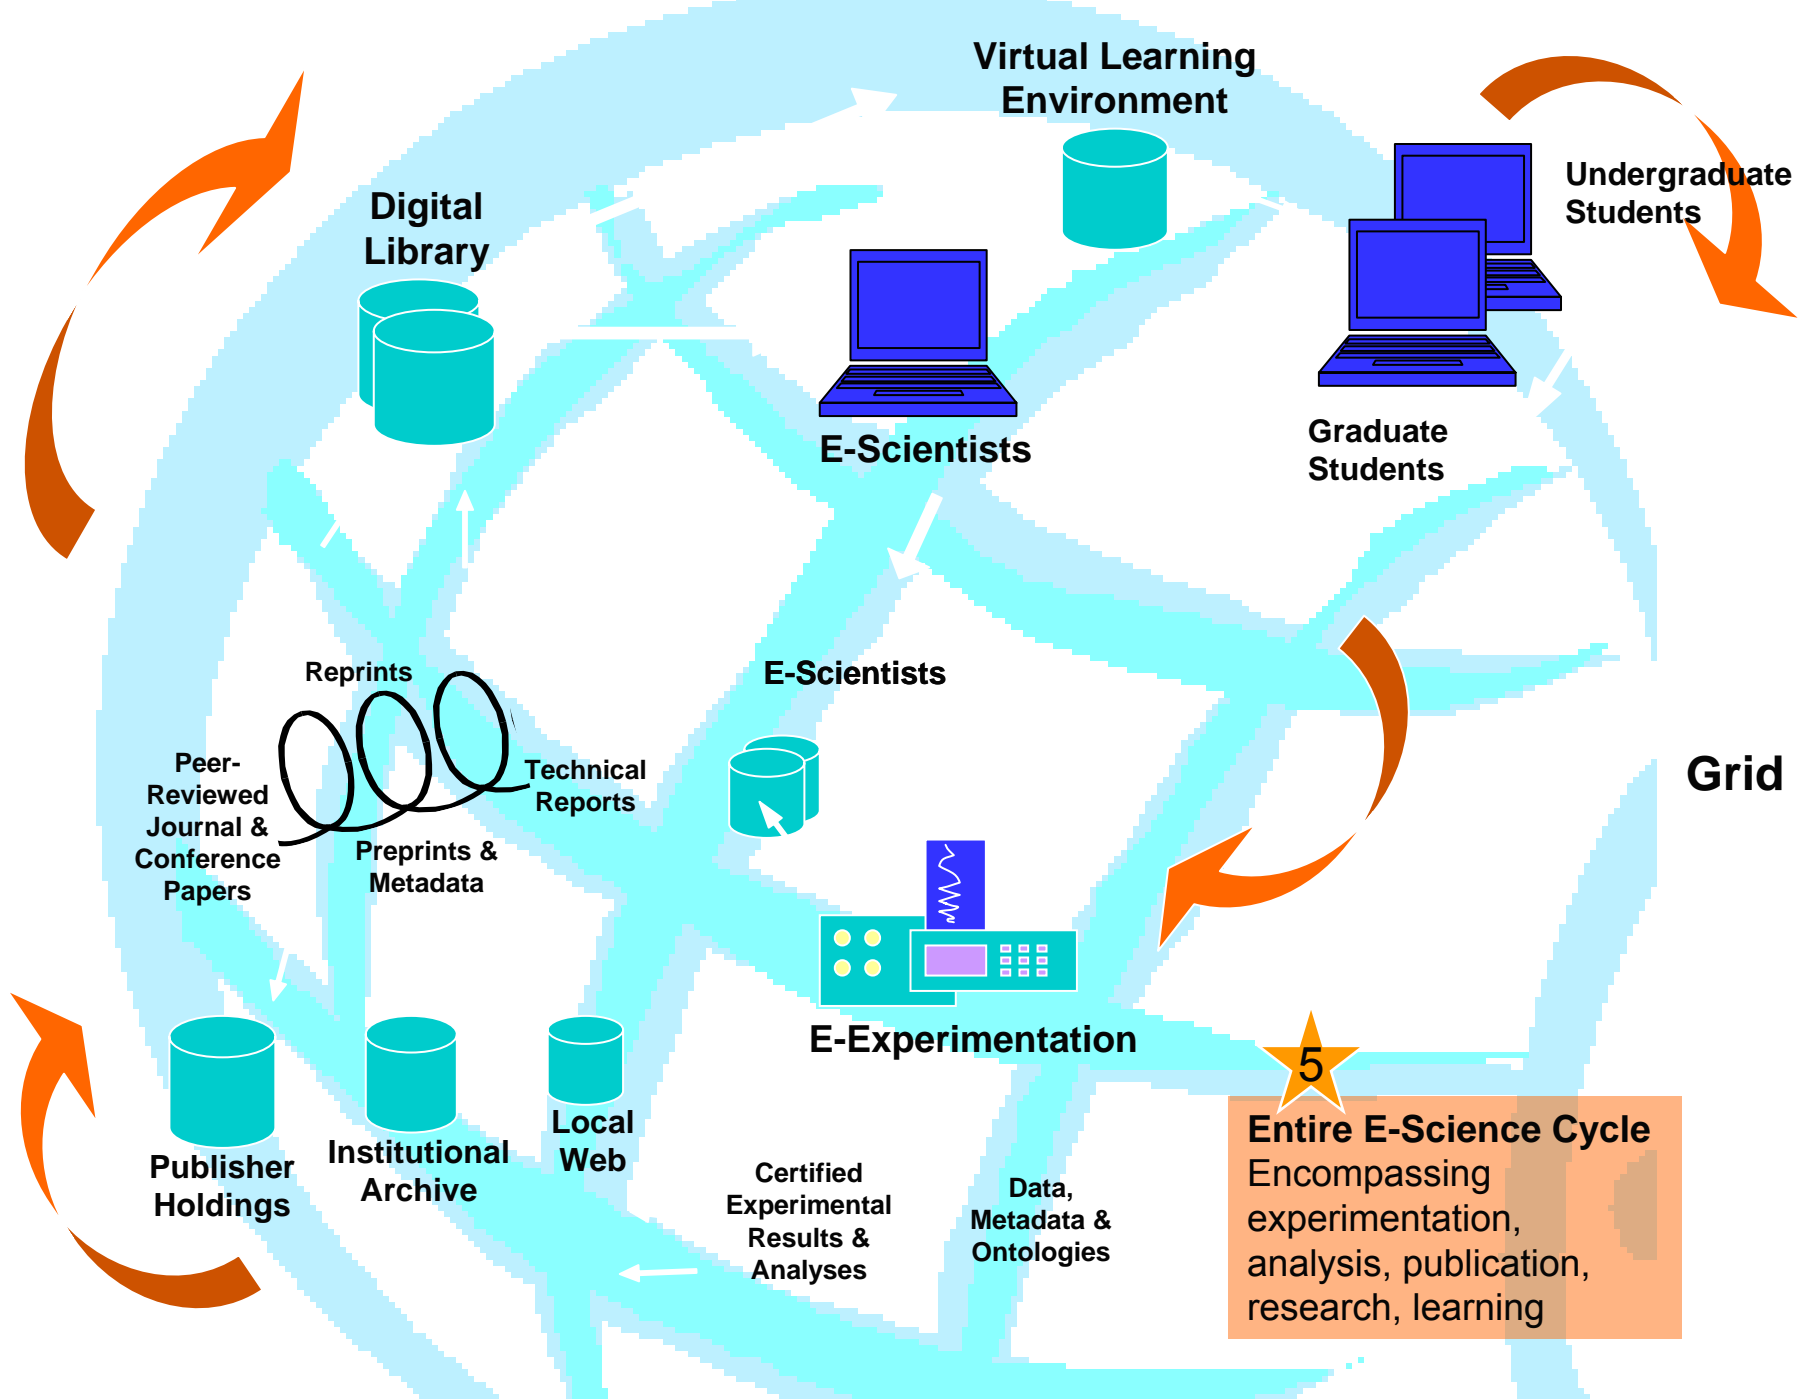 Virtual Learning
Environment
Undergraduate
Students
Digital
Library
E-Scientists
Graduate
Students
Reprints
E-Scientists
Peer-
Reviewed
Journal &
Conference
Papers
Technical
Reports
Preprints &
Metadata
Grid
E-Experimentation
Publisher
Holdings
Institutional
Archive
Local
Web
Certified
Experimental
Results &
Analyses
Data,
Metadata &
Ontologies
5
Entire E-Science Cycle
Encompassing
experimentation,
analysis, publication,
research, learning